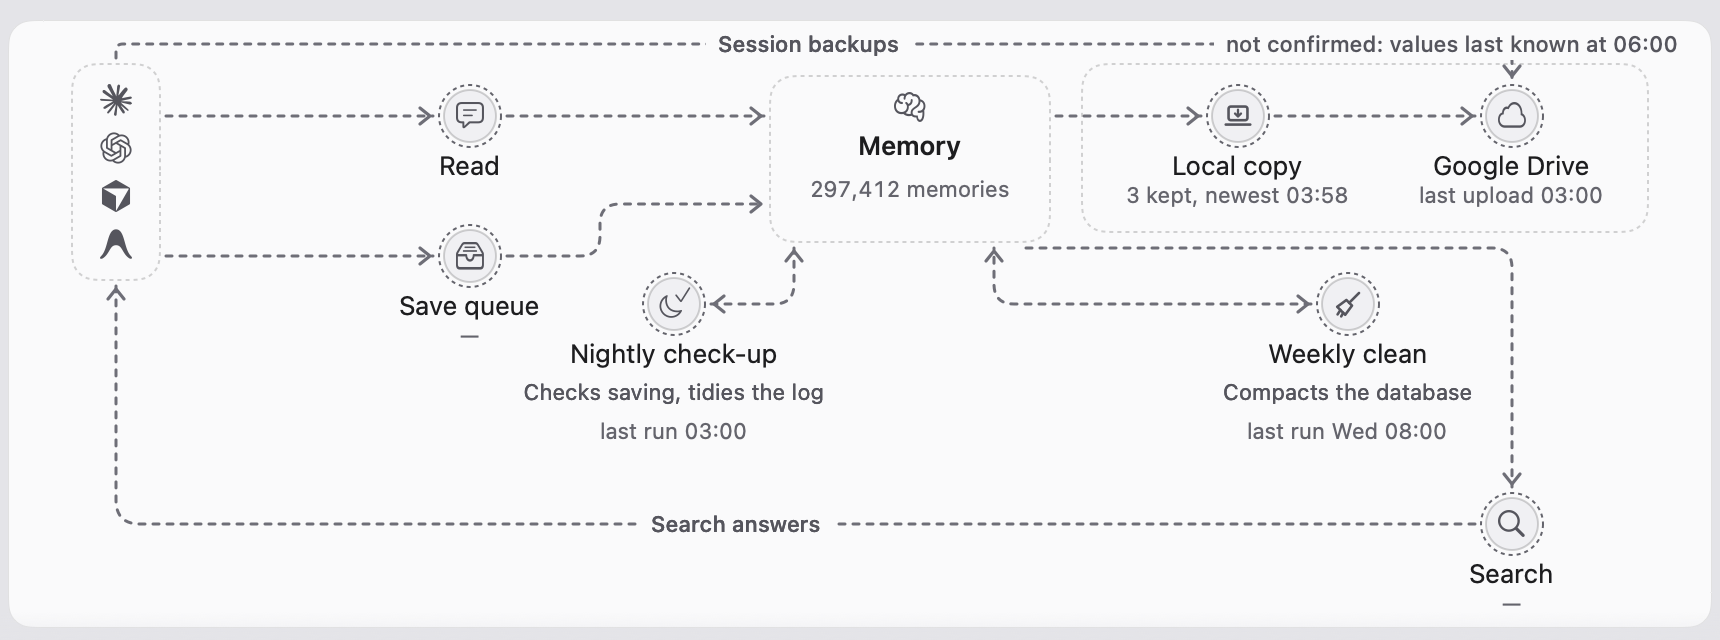 Session backups
not confirmed: values last known at 06:00
Read
Memory
297,412 memories
Local copy
3 kept, newest 03:58
Google Drive
last upload 03:00
Save queue
—
Nightly check-up
Checks saving, tidies the log
last run 03:00
Weekly clean
Compacts the database
last run Wed 08:00
Search answers
Search
—